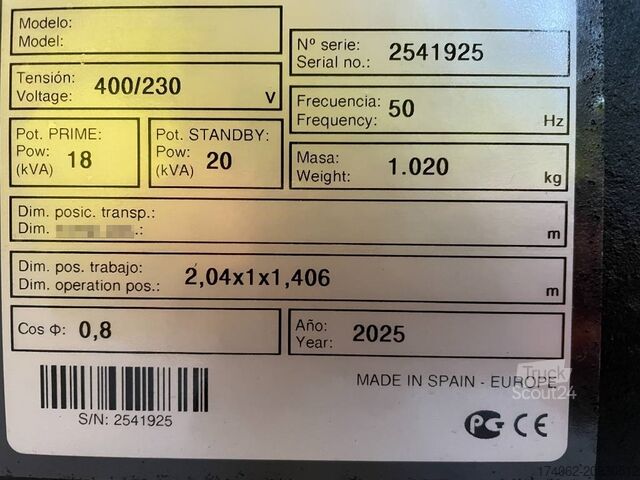 Modelo:
Model:
Nº serie:
Serial no.: 2541925
Tensión:
Voltage: 400/230 V
Frecuencia:
Frequency: 50 Hz
Pot. PRIME:
Pow: 18
(kVA)
Pot. STANDBY:
Pow: 20
(kVA)
Masa:
Weight: 1.020 kg
Dim. posic. transp.:
Dim. .: m
Dim. pos. trabajo:
Dim. operation pos.: 2,04x1x1,406 m
Cos Φ: 0,8
Año:
Year: 2025
S/N: 2541925
MADE IN SPAIN - EUROPE
Truck
Scout24
CE